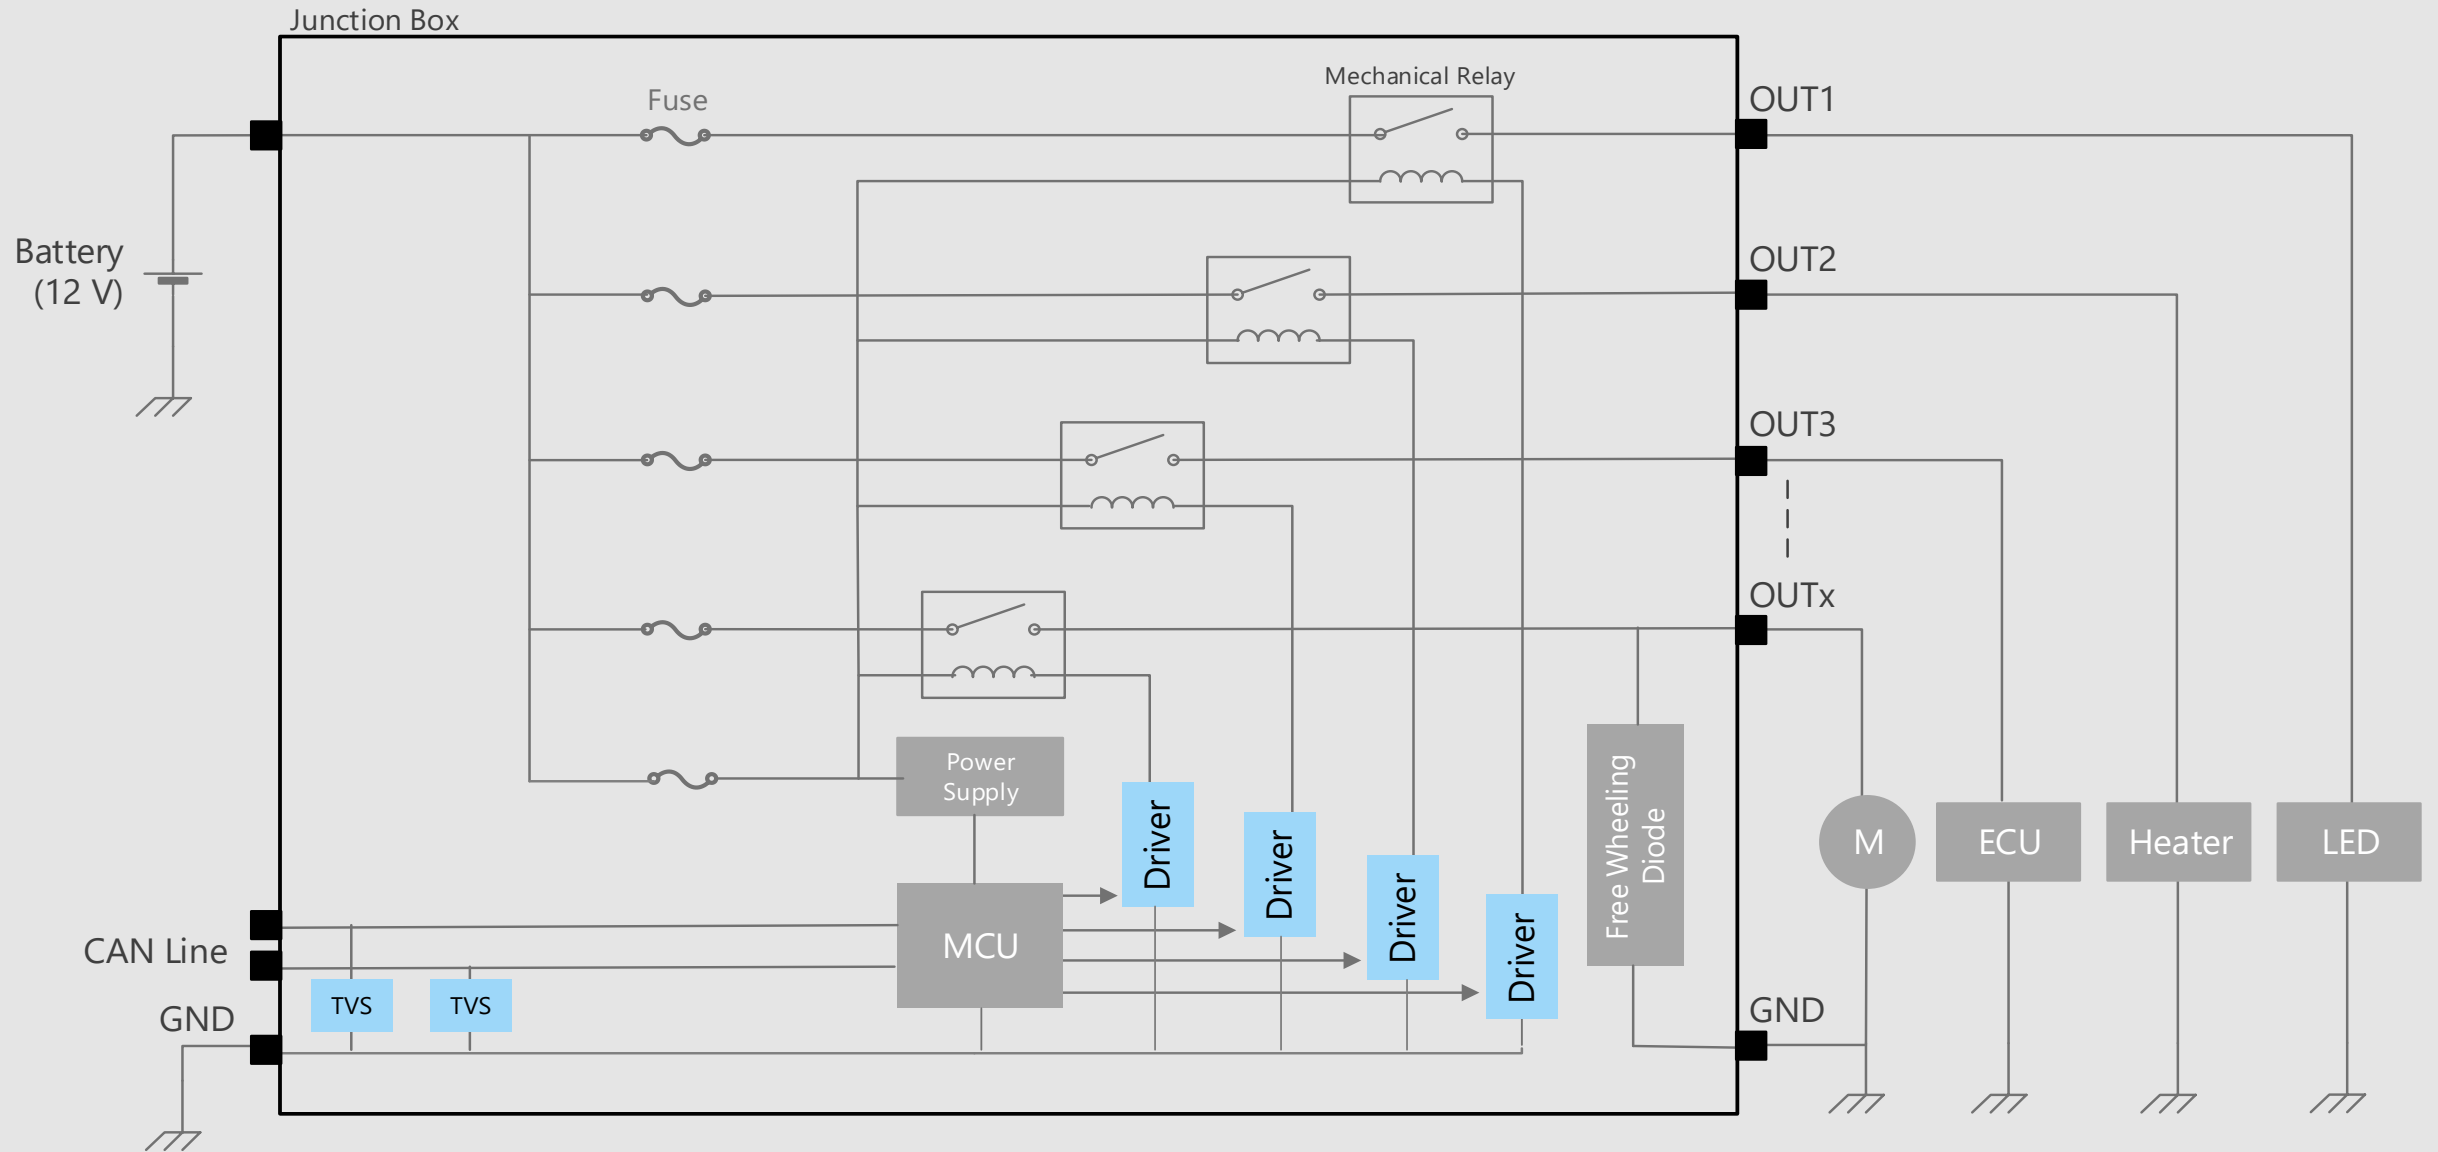 Junction Box
Mechanical Relay
Fuse
OUT1
OUT2
Battery
(12 V)
OUT3
OUTx
Power
Supply
Driver
Driver
Driver
Driver
Free Wheeling
Diode
M
ECU
Heater
LED
MCU
CAN Line
TVS
TVS
GND
GND